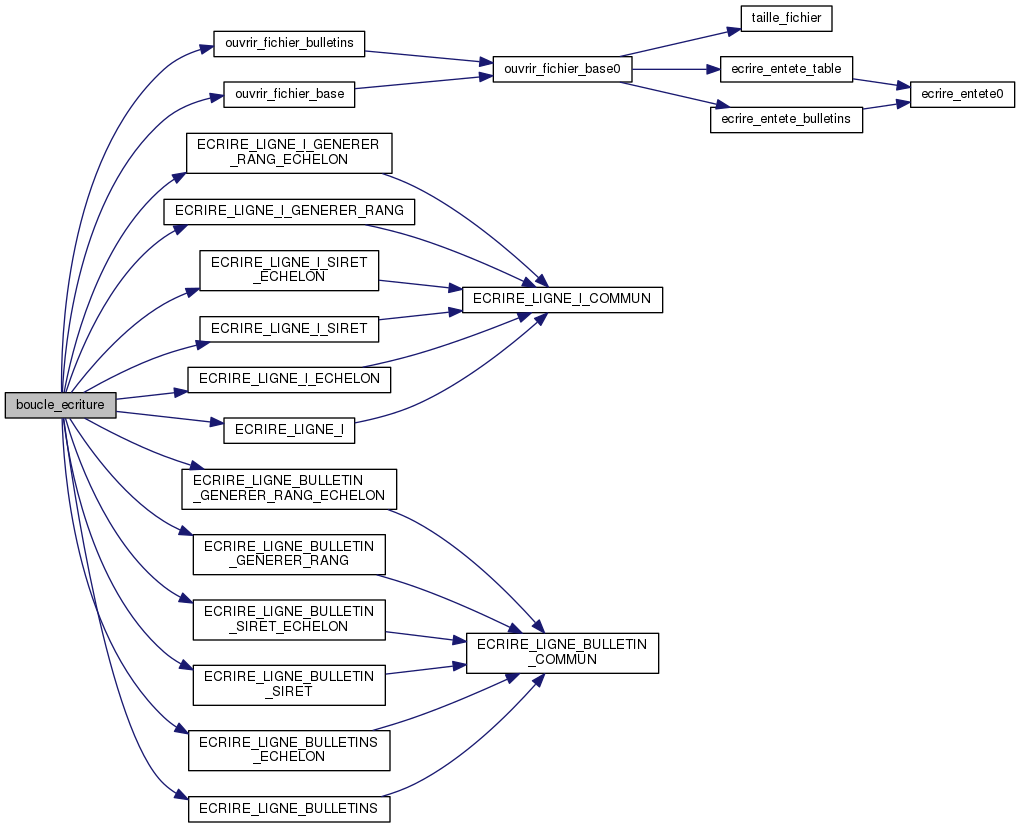 taille_fichier
ouvrir_fichier_bulletins
ouvrir_fichier_base0
ecrire_entete_table
ecrire_entete0
ouvrir_fichier_base
ecrire_entete_bulletins
ECRIRE_LIGNE_I_GENERER
_RANG_ECHELON
ECRIRE_LIGNE_I_GENERER_RANG
ECRIRE_LIGNE_I_SIRET
_ECHELON
ECRIRE_LIGNE_I_COMMUN
ECRIRE_LIGNE_I_SIRET
ECRIRE_LIGNE_I_ECHELON
boucle_ecriture
ECRIRE_LIGNE_I
ECRIRE_LIGNE_BULLETIN
_GENERER_RANG_ECHELON
ECRIRE_LIGNE_BULLETIN
_GENERER_RANG
ECRIRE_LIGNE_BULLETIN
_SIRET_ECHELON
ECRIRE_LIGNE_BULLETIN
_COMMUN
ECRIRE_LIGNE_BULLETIN
_SIRET
ECRIRE_LIGNE_BULLETINS
_ECHELON
ECRIRE_LIGNE_BULLETINS